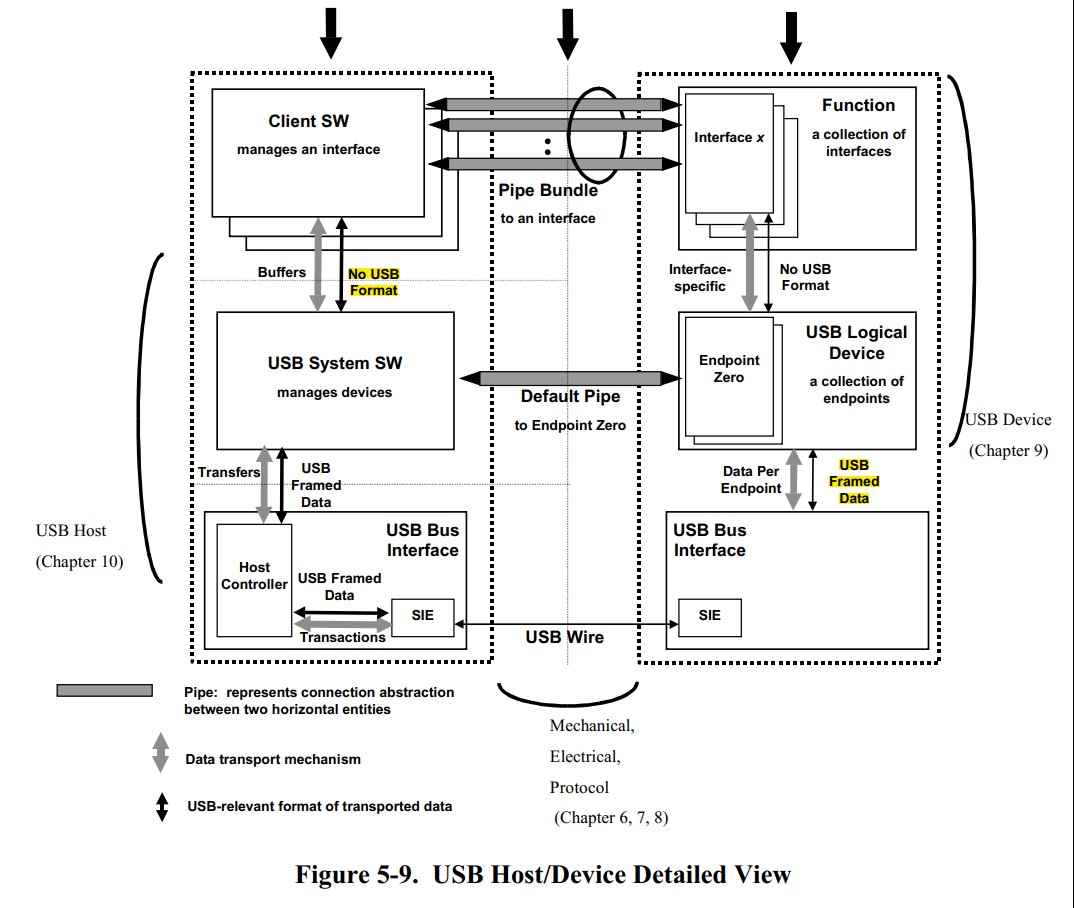 Client SW
manages an interface
Pipe Bundle
to an interface
Interface x
Function
a collection of
interfaces
Buffers
No USB
Format
Interface-
specific
No USB
Format
USB System SW
manages devices
Default Pipe
to Endpoint Zero
Endpoint
Zero
USB Logical
Device
a collection of
endpoints
USB Device
(Chapter 9)
Transfers
USB
Framed
Data
Data Per
Endpoint
USB
Framed
Data
USB Host
(Chapter 10)
USB Bus
Interface
Host
Controller
USB Framed
Data
Transactions
SIE
USB Wire
USB Bus
Interface
SIE
Pipe: represents connection abstraction
between two horizontal entities
Data transport mechanism
USB-relevant format of transported data
Mechanical,
Electrical,
Protocol
(Chapter 6, 7, 8)
Figure 5-9. USB Host/Device Detailed View